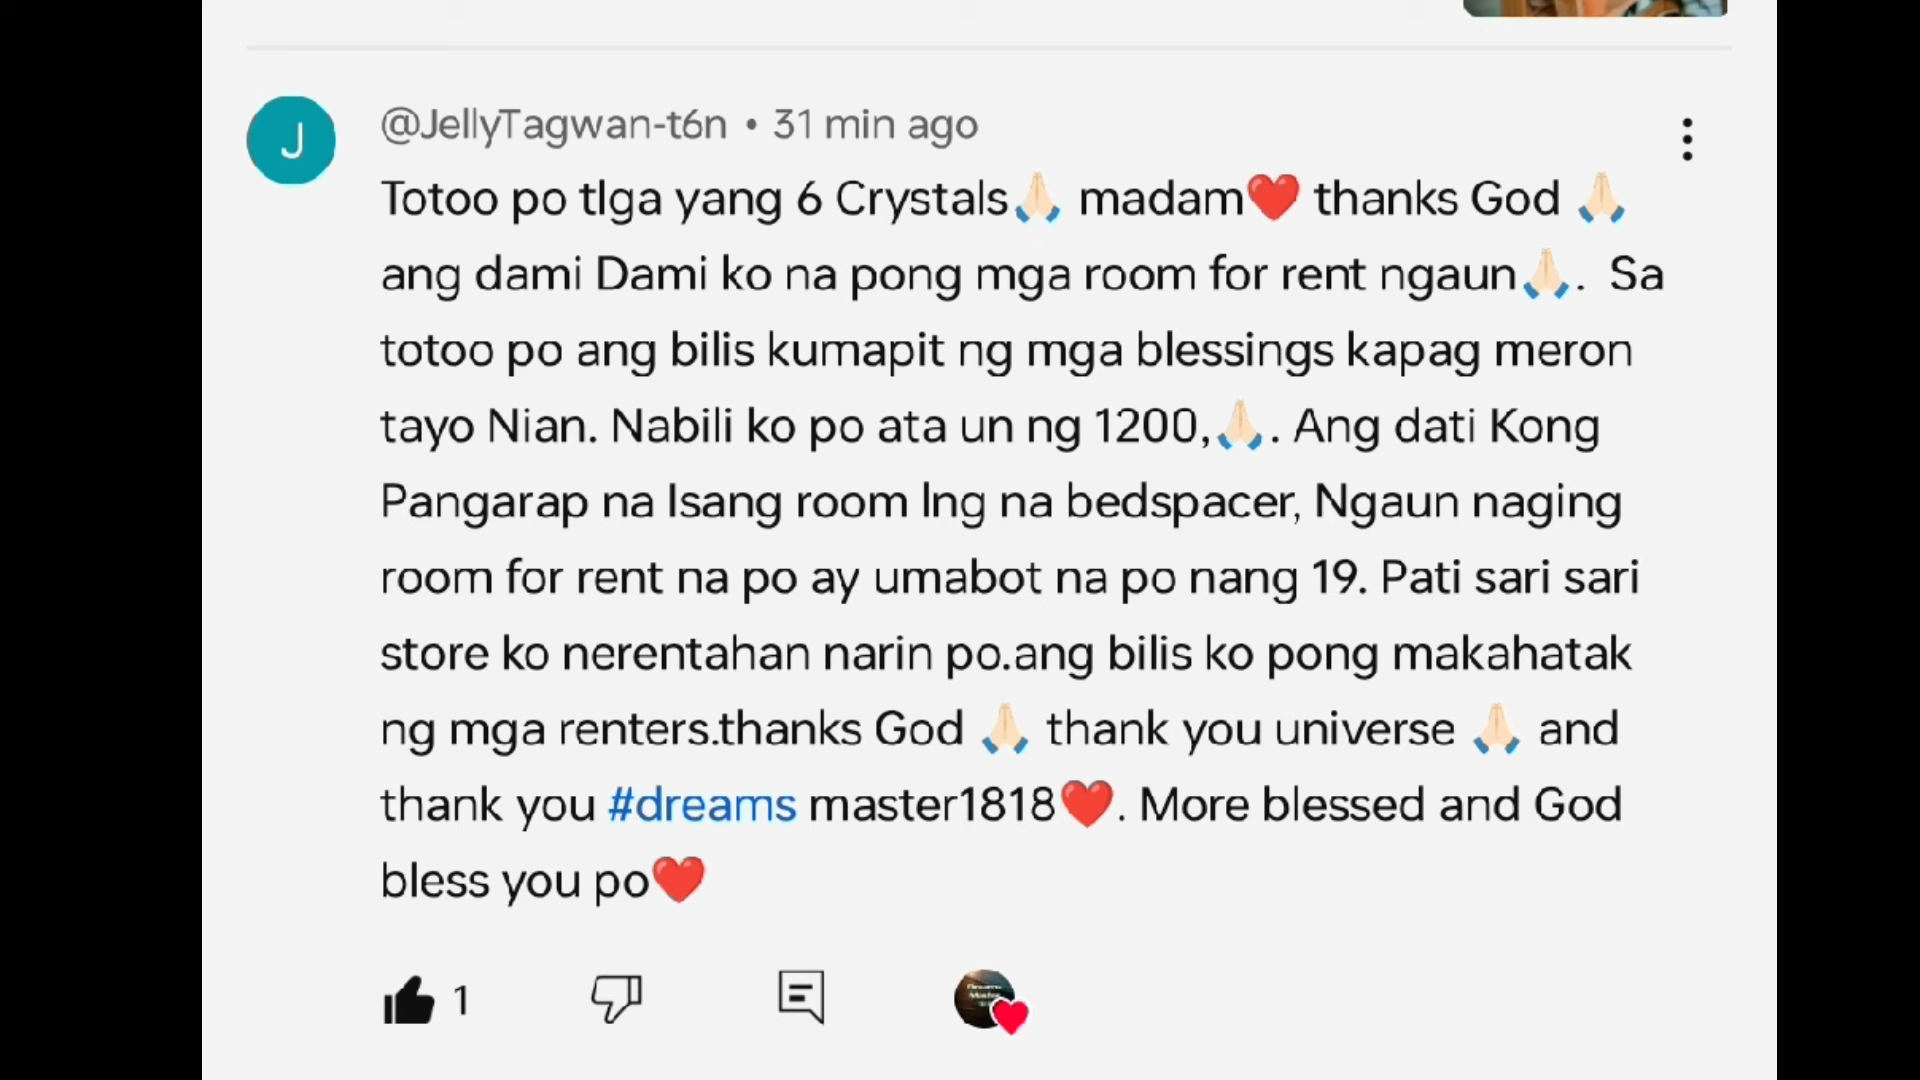 J
@JellyTagwan-t6n • 31 min ago
Totoo po tlga yang 6 Crystals🙏🏻 madam❤️ thanks God 🙏🏻
ang dami Dami ko na pong mga room for rent ngaun🙏🏻. Sa
totoo po ang bilis kumapit ng mga blessings kapag meron
tayo Nian. Nabili ko po ata un ng 1200,🙏🏻. Ang dati Kong
Pangarap na Isang room lng na bedspacer, Ngaun naging
room for rent na po ay umabot na po nang 19. Pati sari sari
store ko nerentahan narin po.ang bilis ko pong makahatak
ng mga renters.thanks God 🙏🏻 thank you universe 🙏🏻 and
thank you #dreams master1818❤️. More blessed and God
bless you po❤️
1